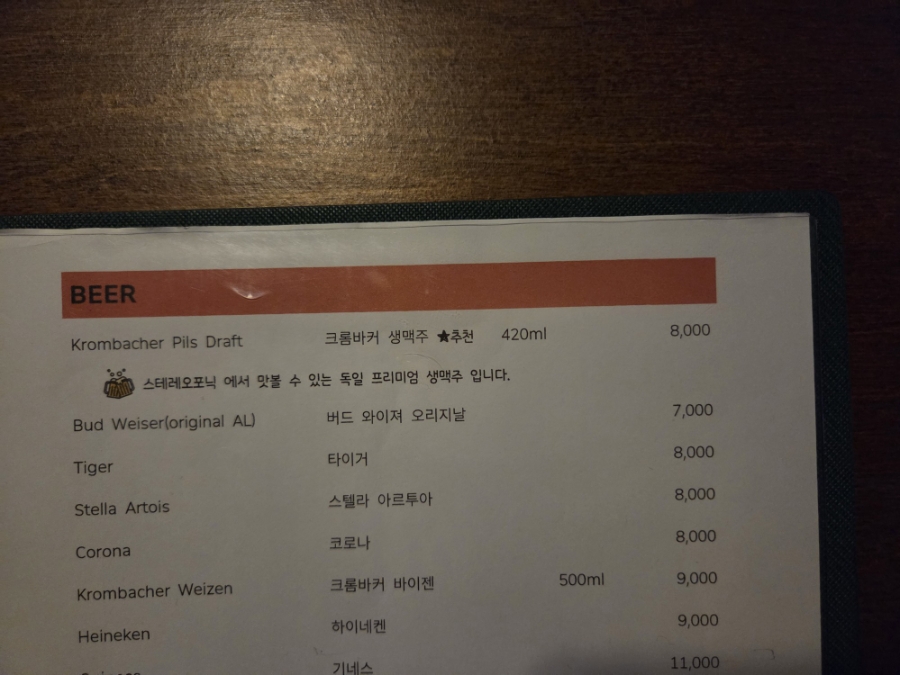 BEER
Krombacher Pils Draft 크롬바커 생맥주 ★추천 420ml 8,000
스테레오포닉 에서 맛볼 수 있는 독일 프리미엄 생맥주 입니다.
Bud Weiser(original AL) 버드 와이져 오리지날 7,000
Tiger 타이거 8,000
Stella Artois 스텔라 아르투아 8,000
Corona 코로나 8,000
Krombacher Weizen 크롬바커 바이젠 500ml 9,000
Heineken 하이네켄 9,000
기네스 11,000